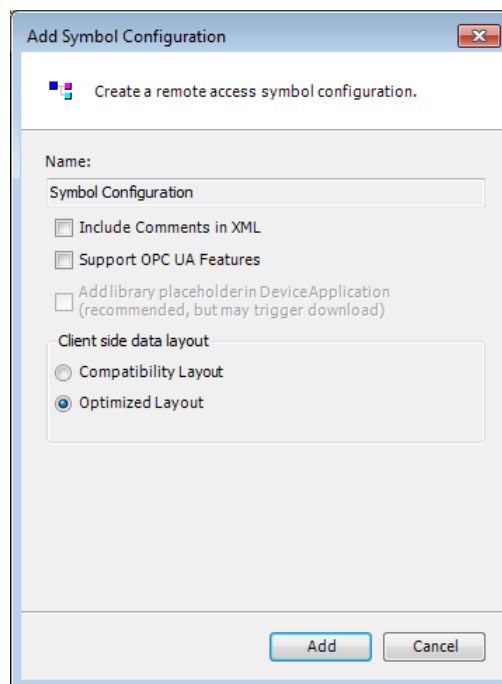 Add Symbol Configuration
Create a remote access symbol configuration.
Name:
Symbol Configuration
Include Comments in XML
Support OPC UA Features
Add library placeholder in DeviceApplication
(recommended, but may trigger download)
Client side data layout
Compatibility Layout
Optimized Layout
Add
Cancel